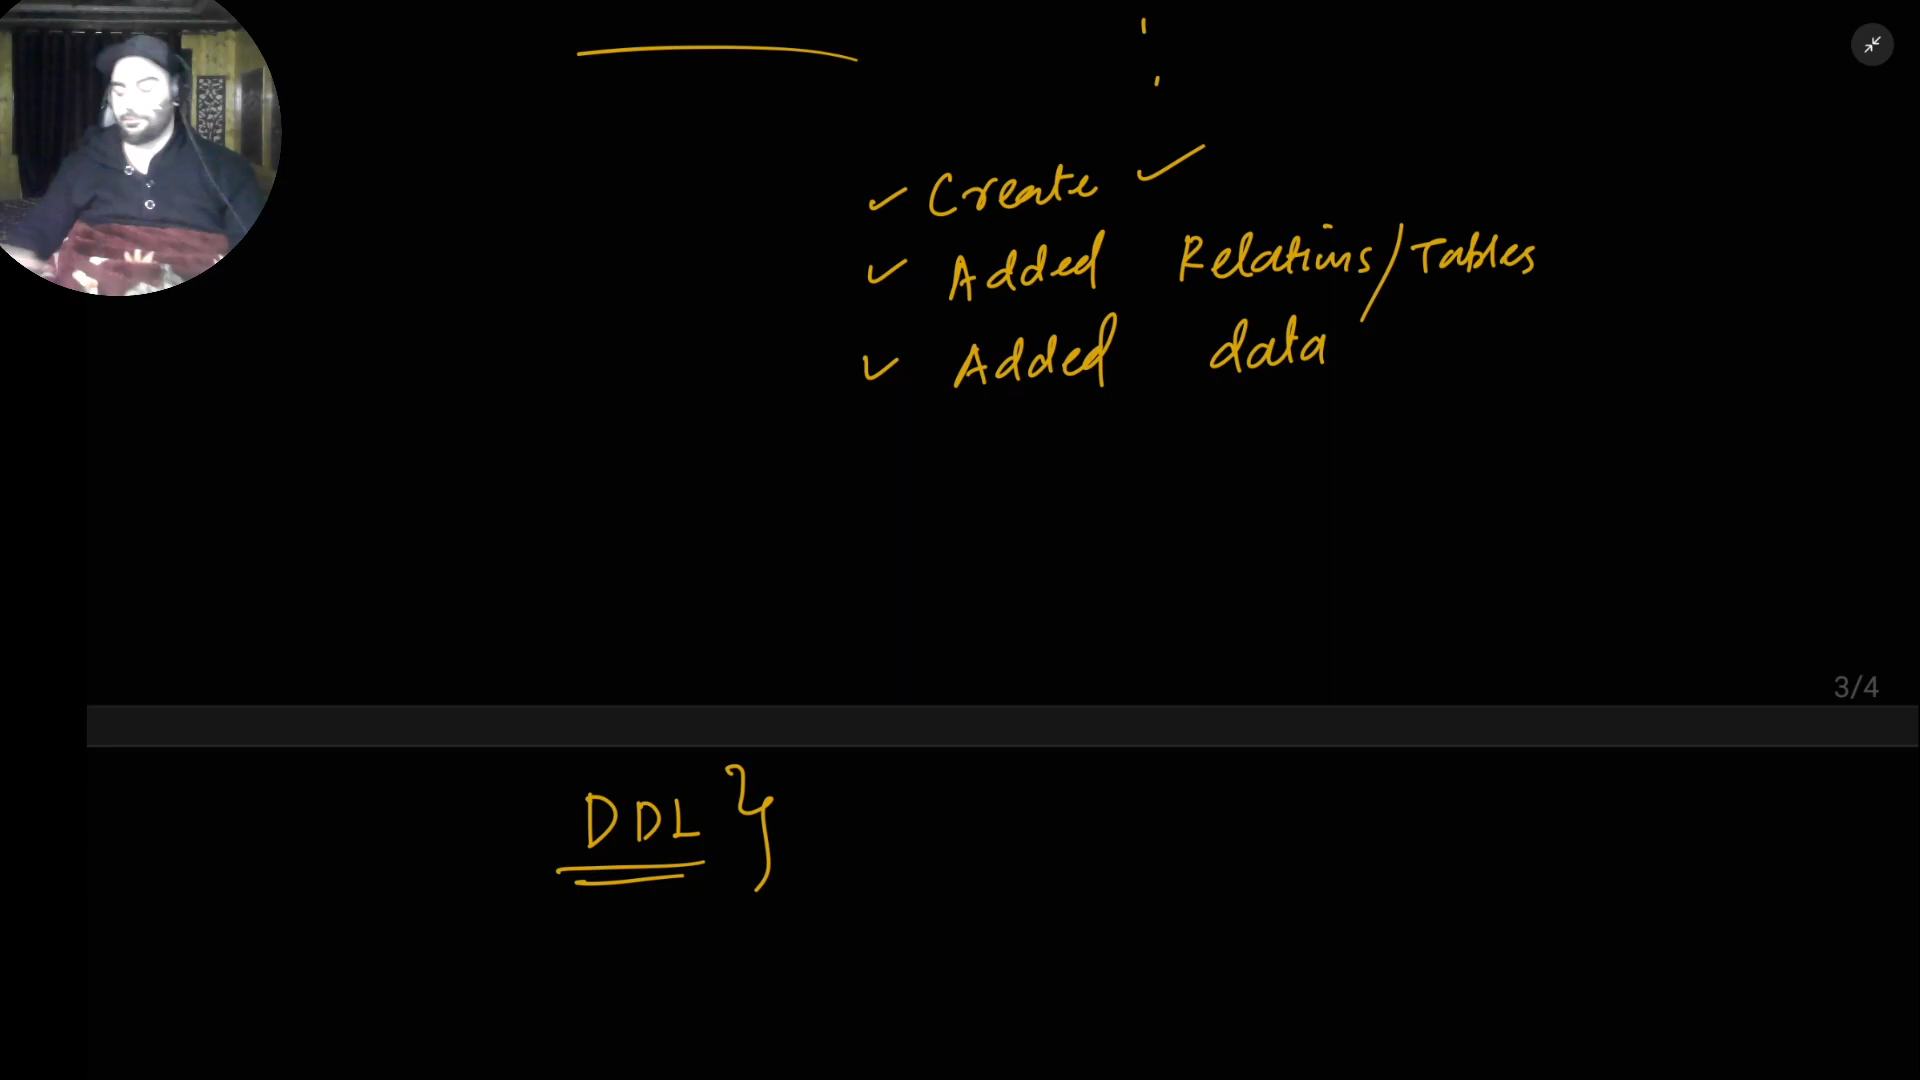 ✓ Create ✓
✓ Added Relations/Tables
✓ Added data
3/4
DDL }